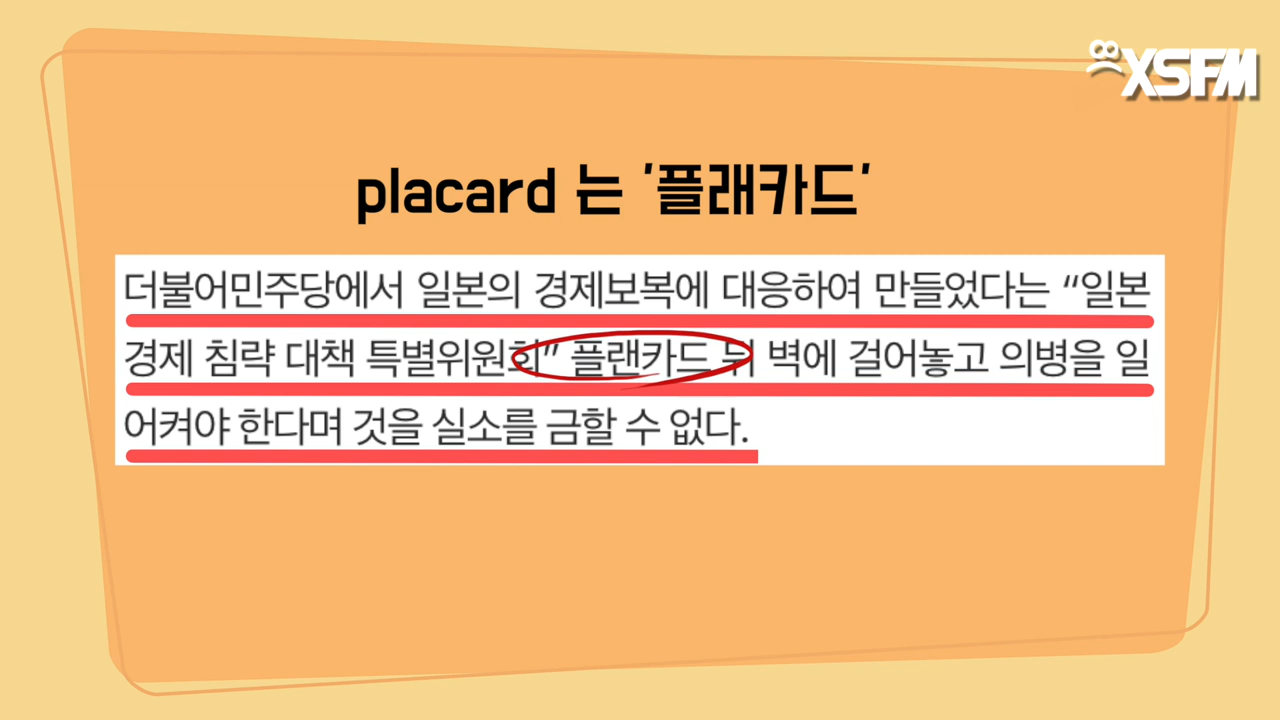 XSFM
placard 는 '플래카드'
더불어민주당에서 일본의 경제보복에 대응하여 만들었다는 “일본
경제 침략 대책 특별위원회” 플랜카드 뒤 벽에 걸어놓고 의병을 일
어켜야 한다며 것을 실소를 금할 수 없다.